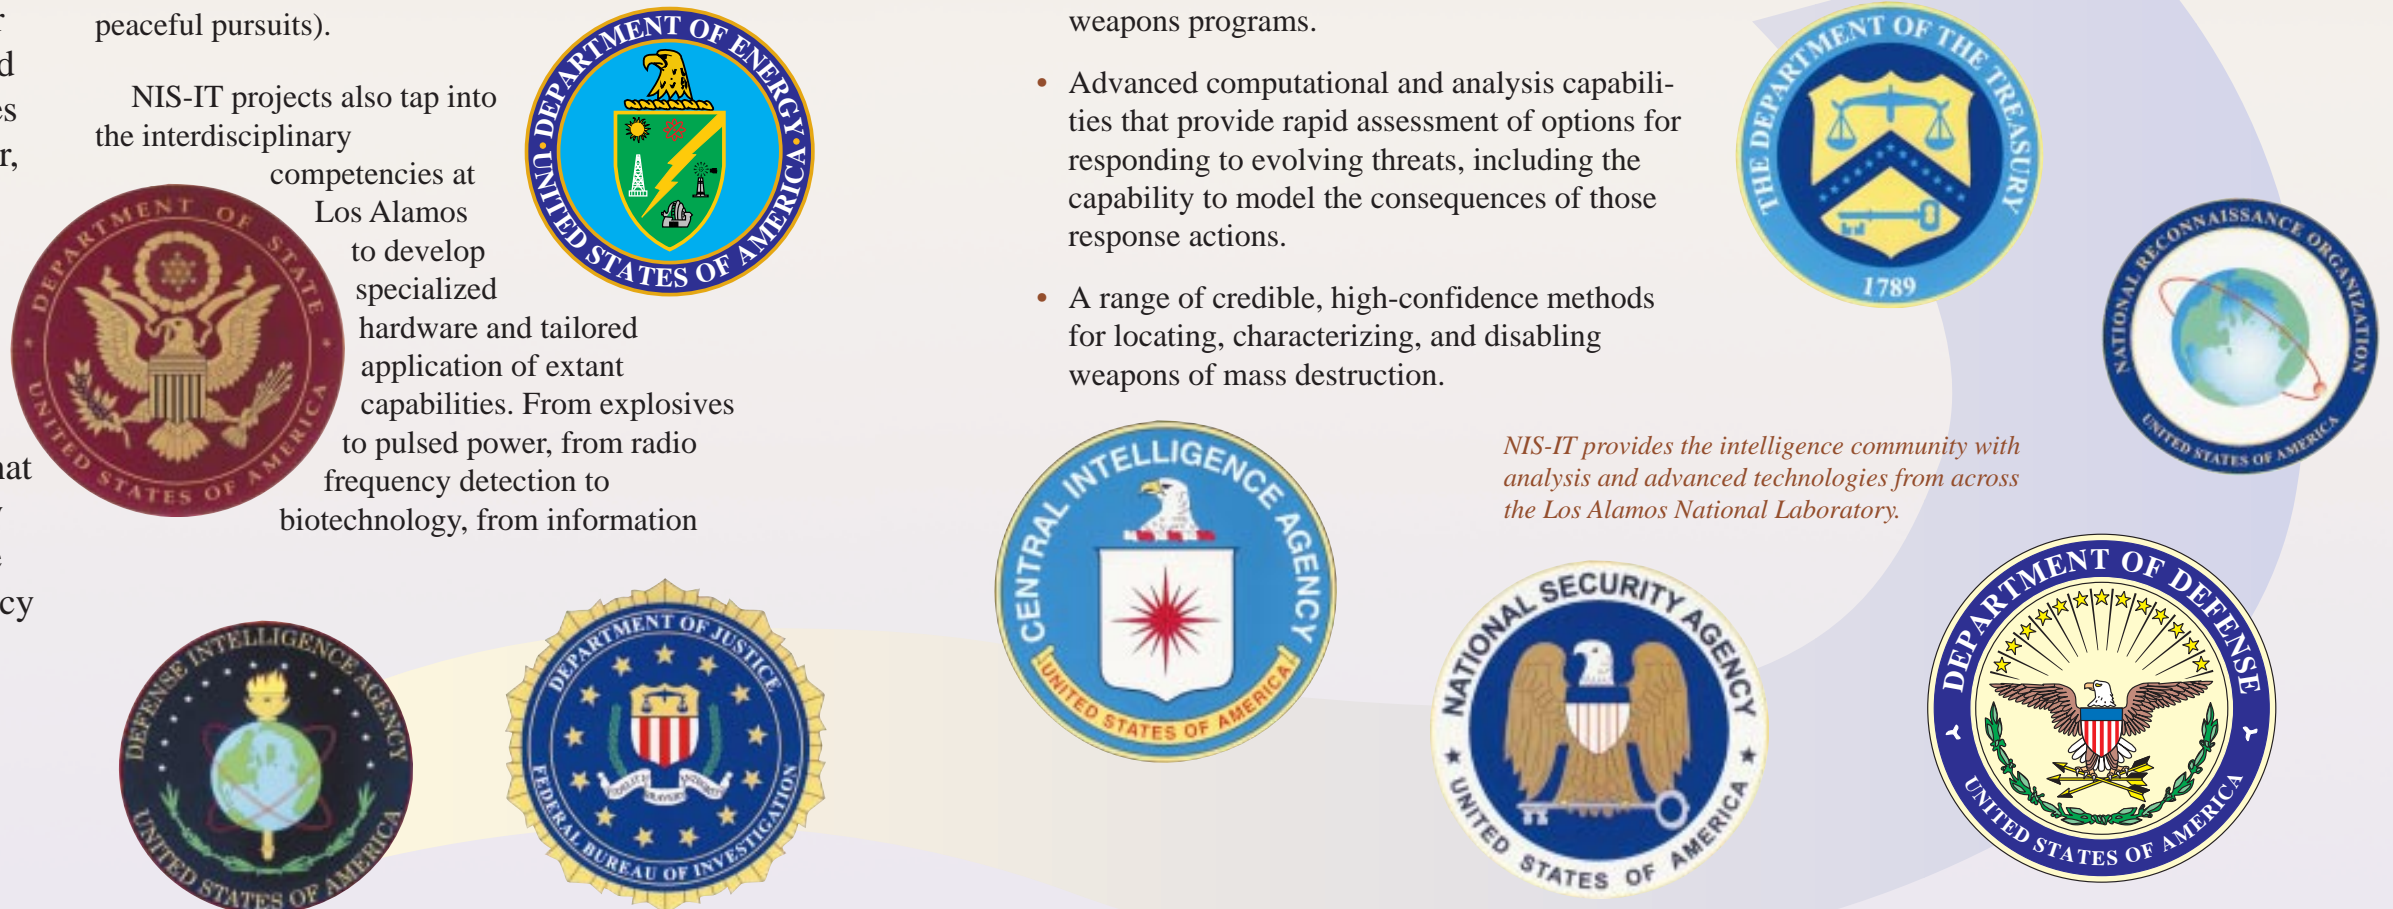 r
d
es
r,
nat
y
e
cy
peaceful pursuits).
NIS-IT projects also tap into
the interdisciplinary
competencies at
Los Alamos
to develop
specialized
hardware and tailored
application of extant
capabilities. From explosives
to pulsed power, from radio
frequency detection to
biotechnology, from information
DEPARTMENT OF ENERGY
UNITED STATES OF AMERICA
DEPARTMENT OF STATE
UNITED STATES OF AMERICA
DEFENSE INTELLIGENCE AGENCY
UNITED STATES OF AMERICA
DEPARTMENT OF JUSTICE
FEDERAL BUREAU OF INVESTIGATION
weapons programs.
• Advanced computational and analysis capabili-
ties that provide rapid assessment of options for
responding to evolving threats, including the
capability to model the consequences of those
response actions.
• A range of credible, high-confidence methods
for locating, characterizing, and disabling
weapons of mass destruction.
THE DEPARTMENT OF THE TREASURY
1789
NATIONAL RECONNAISSANCE ORGANIZATION
UNITED STATES OF AMERICA
CENTRAL INTELLIGENCE AGENCY
UNITED STATES OF AMERICA
NIS-IT provides the intelligence community with
analysis and advanced technologies from across
the Los Alamos National Laboratory.
NATIONAL SECURITY AGENCY
UNITED STATES OF AMERICA
DEPARTMENT OF DEFENSE
UNITED STATES OF AMERICA